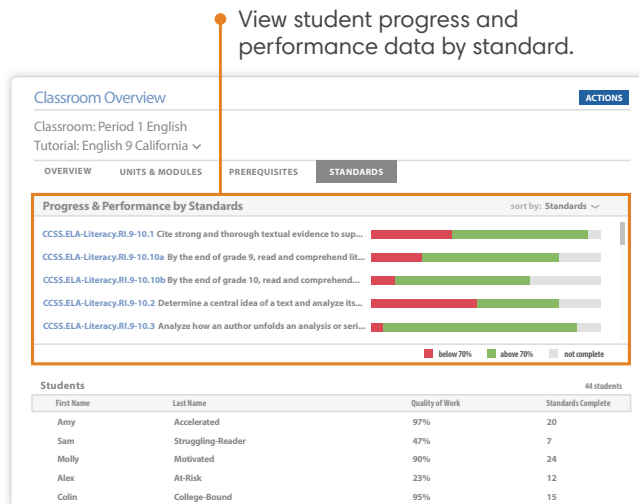 View student progress and
performance data by standard.
Classroom Overview
ACTIONS
Classroom: Period 1 English
Tutorial: English 9 California
OVERVIEW UNITS & MODULES PREREQUISITES STANDARDS
Progress & Performance by Standards sort by: Standards
CCSS.ELA-Literacy.RI.9-10.1 Cite strong and thorough textual evidence to sup...
CCSS.ELA-Literacy.RI.9-10.10a By the end of grade 9, read and comprehend lit...
CCSS.ELA-Literacy.RI.9-10.10b By the end of grade 10, read and comprehend...
CCSS.ELA-Literacy.RI.9-10.2 Determine a central idea of a text and analyze its...
CCSS.ELA-Literacy.RI.9-10.3 Analyze how an author unfolds an analysis or seri...
below 70% above 70% not complete
Students 44 students
First Name Last Name Quality of Work Standards Complete
Amy Accelerated 97% 20
Sam Struggling-Reader 47% 7
Molly Motivated 90% 24
Alex At-Risk 23% 12
Colin College-Bound 95% 15